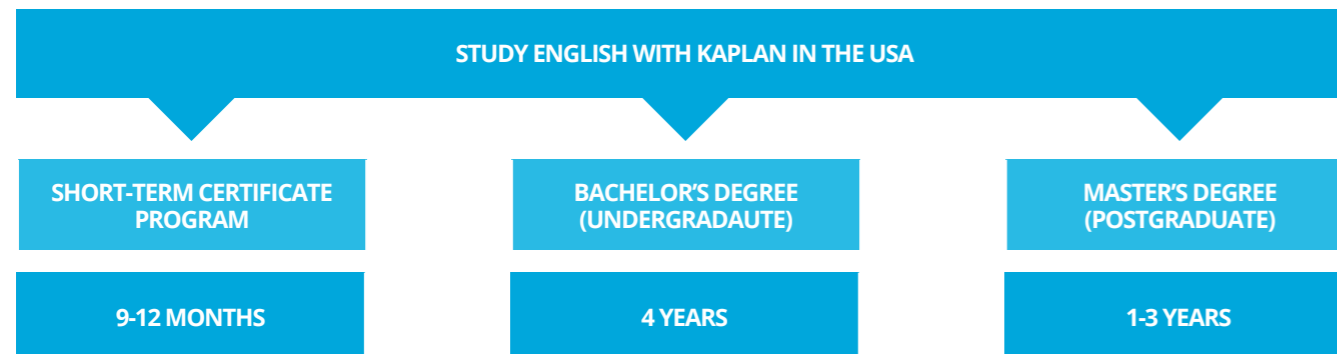 STUDY ENGLISH WITH KAPLAN IN THE USA
SHORT-TERM CERTIFICATE
PROGRAM
BACHELOR’S DEGREE
(UNDERGRADAUTE)
MASTER’S DEGREE
(POSTGRADUATE)
9-12 MONTHS
4 YEARS
1-3 YEARS